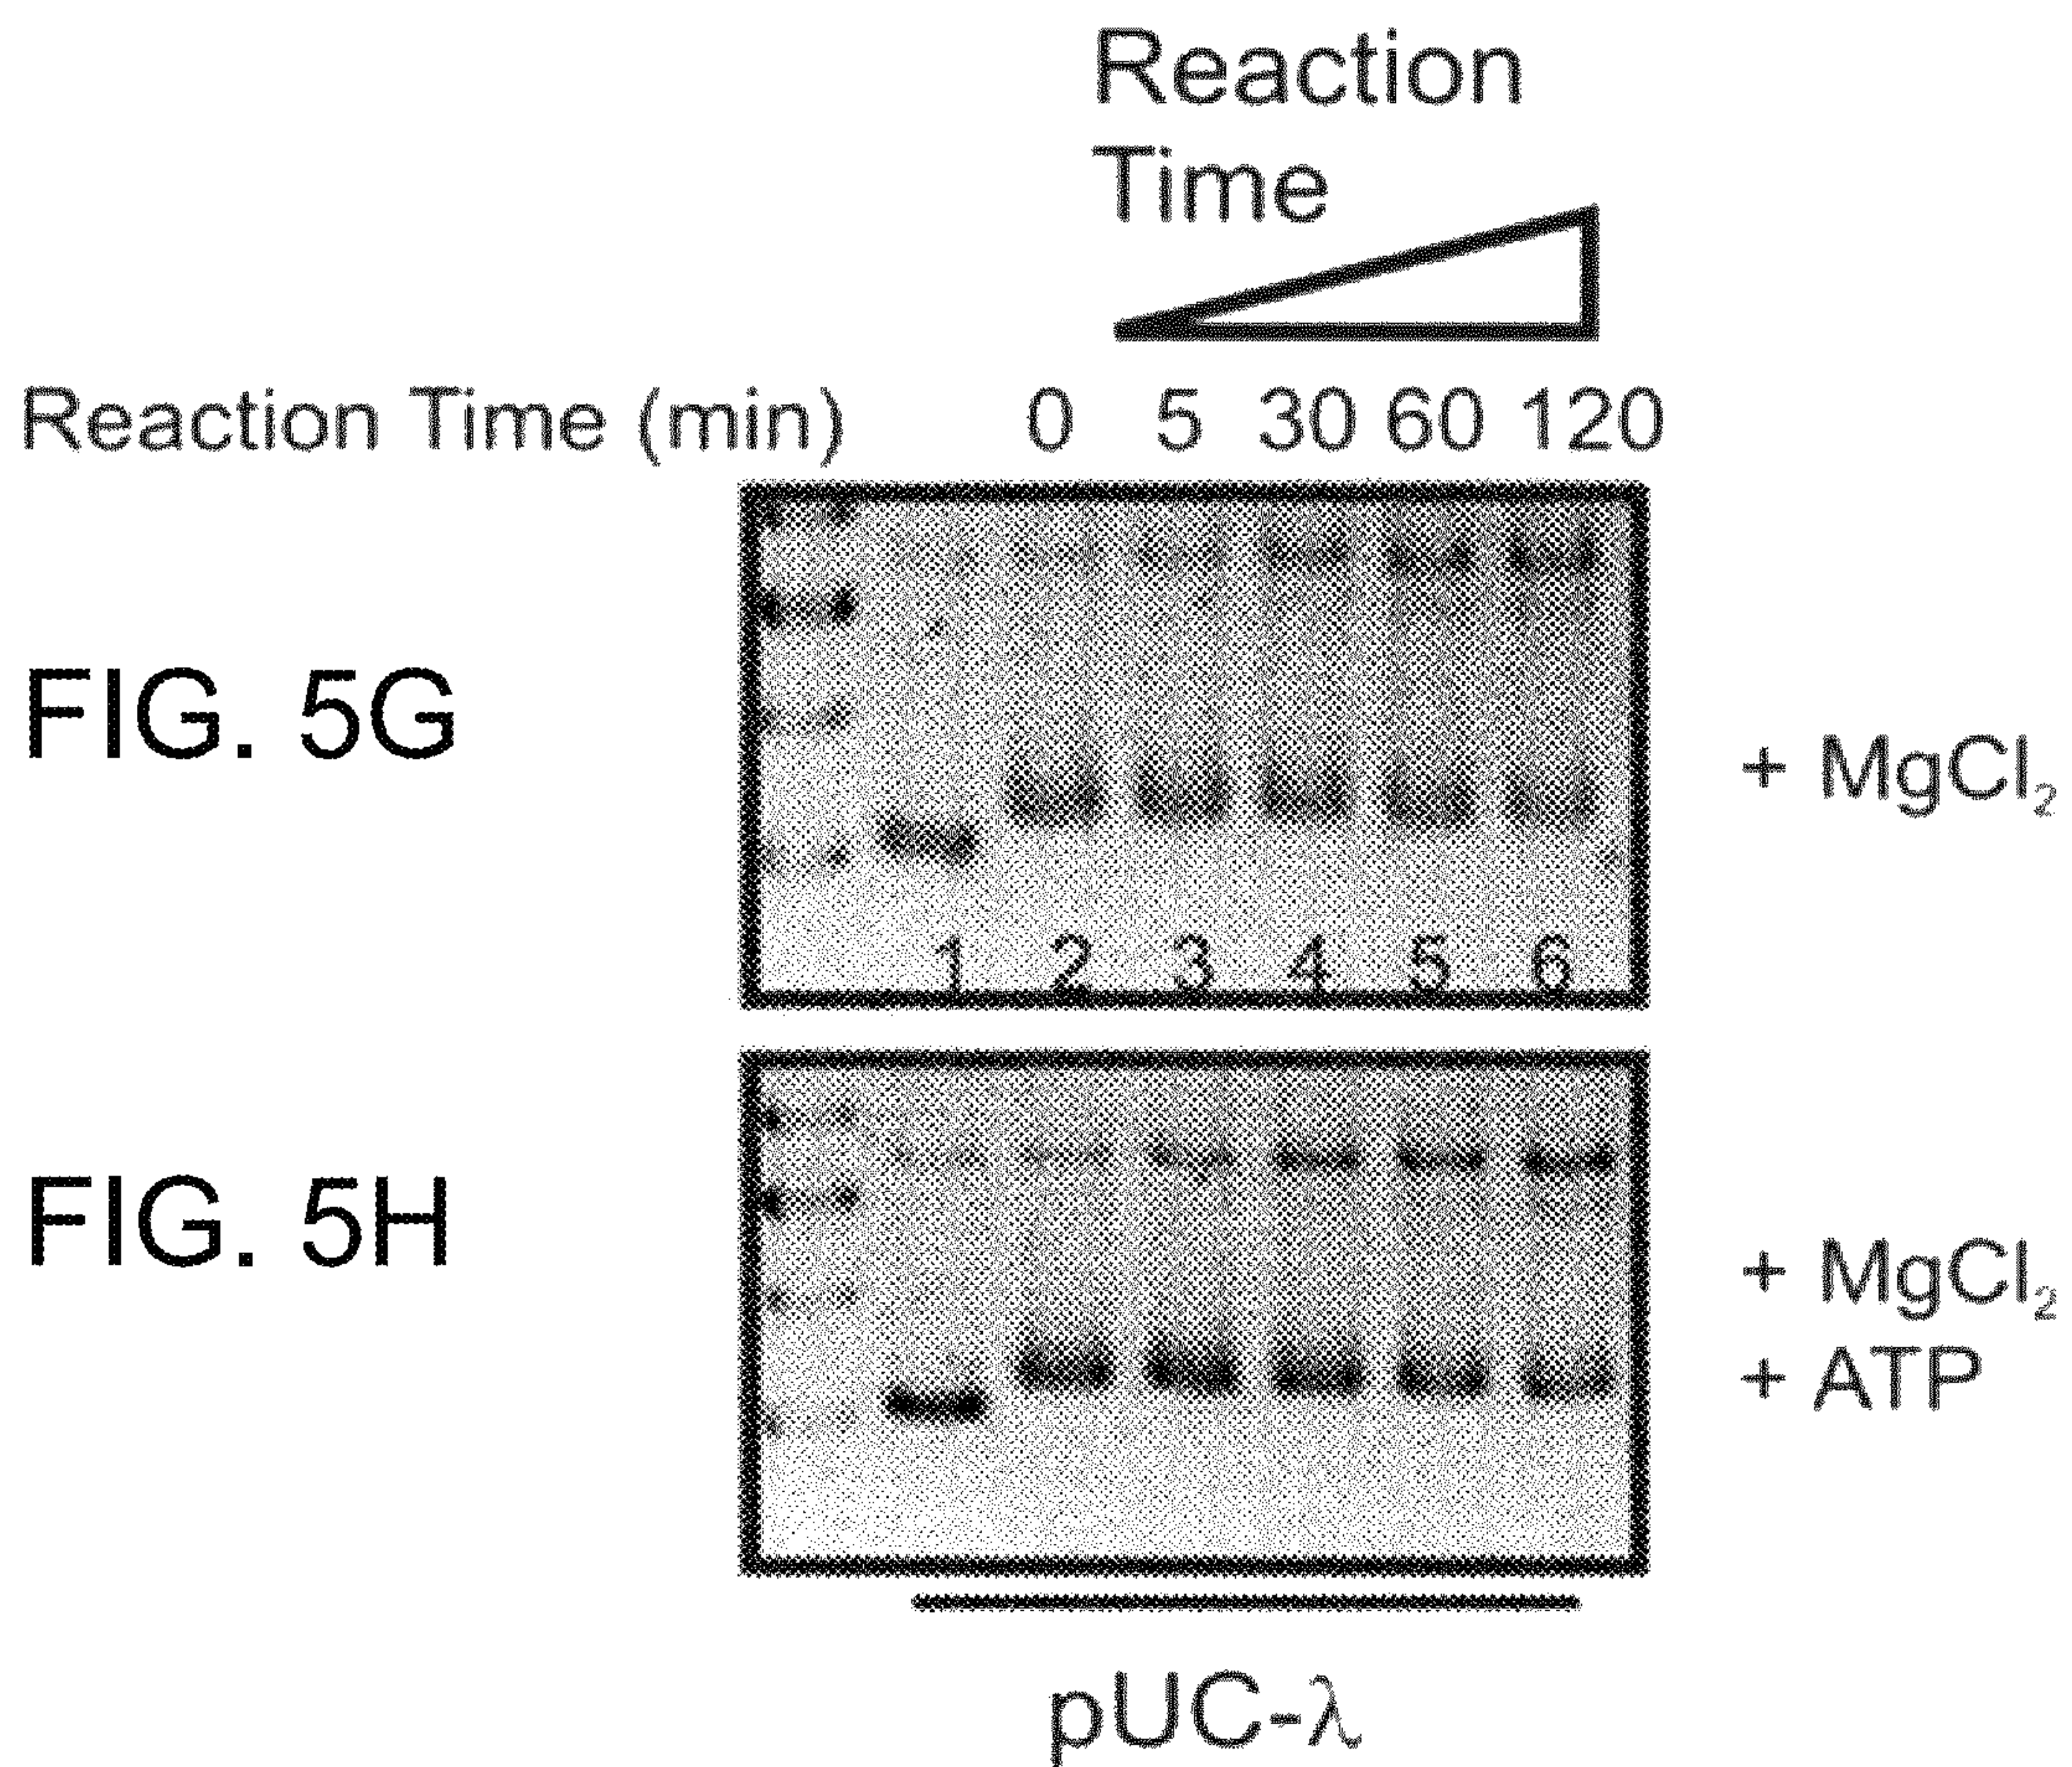 Reaction
Time
Reaction Time (min) 0 5 30 60 120
FIG. 5G
+ MgCl₂
1 2 3 4 5 6
FIG. 5H
+ MgCl₂
+ ATP
pUC-λ